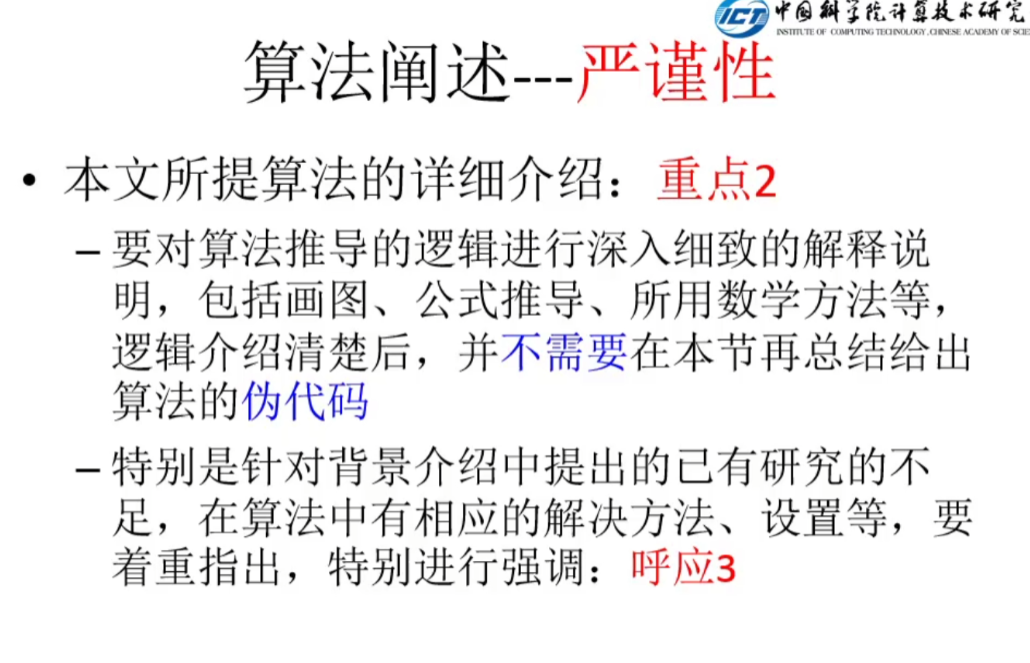 ICT 中国科学院计算技术研究
INSTITUTE OF COMPUTING TECHNOLOGY, CHINESE ACADEMY OF SCIE
算法阐述---严谨性
• 本文所提算法的详细介绍：重点2
– 要对算法推导的逻辑进行深入细致的解释说
明，包括画图、公式推导、所用数学方法等，
逻辑介绍清楚后，并不需要在本节再总结给出
算法的伪代码
– 特别是针对背景介绍中提出的已有研究的不
足，在算法中有相应的解决方法、设置等，要
着重指出，特别进行强调：呼应3